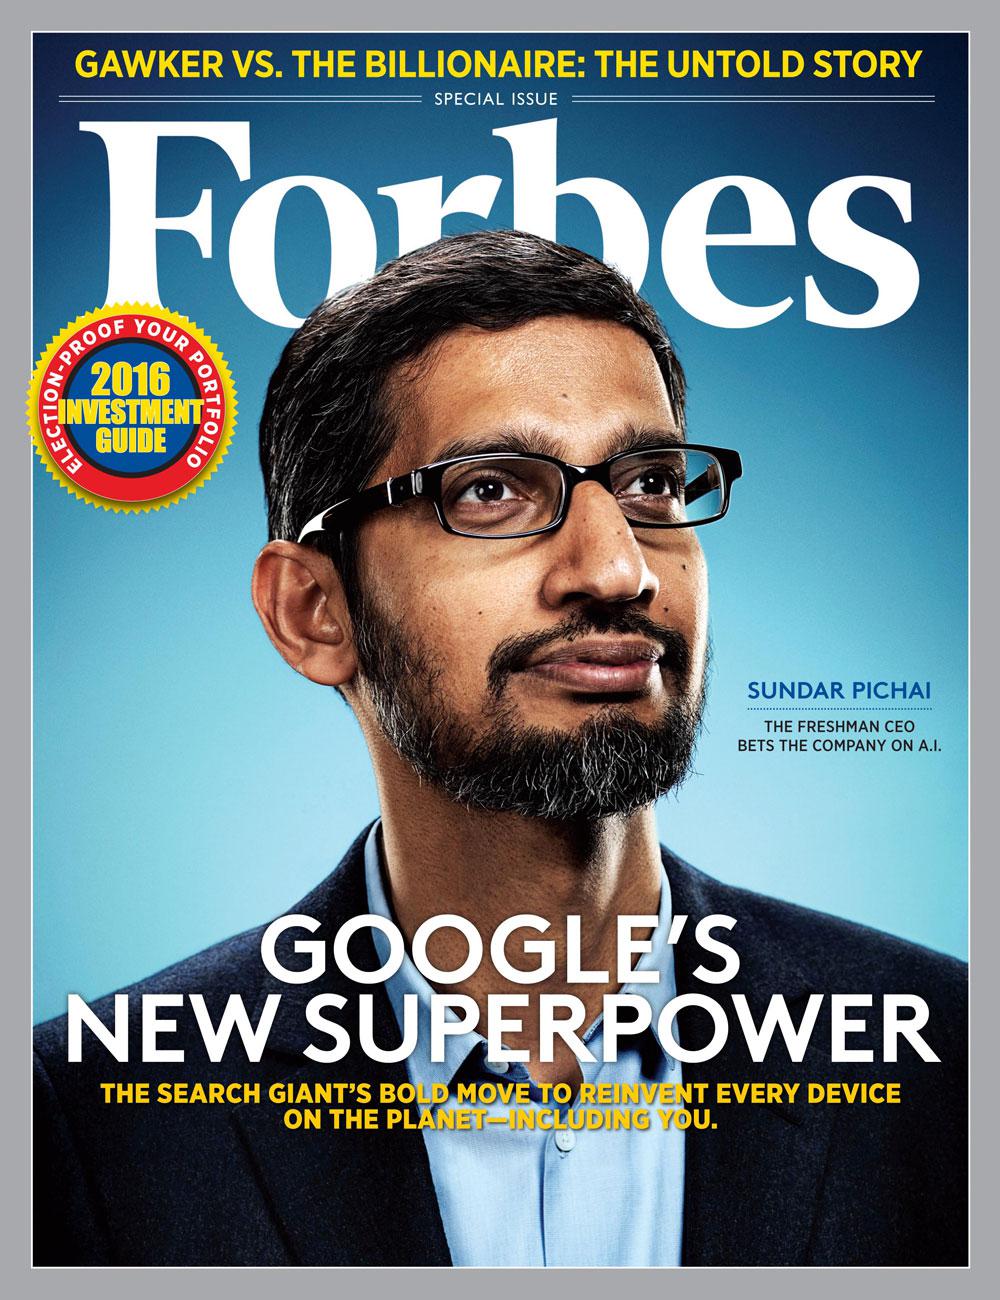 GAWKER VS. THE BILLIONAIRE: THE UNTOLD STORY
SPECIAL ISSUE
Forbes
ELECTION-PROOF YOUR PORTFOLIO
2016
INVESTMENT
GUIDE
SUNDAR PICHAI
THE FRESHMAN CEO
BETS THE COMPANY ON A.I.
GOOGLE’S
NEW SUPERPOWER
THE SEARCH GIANT’S BOLD MOVE TO REINVENT EVERY DEVICE
ON THE PLANET—INCLUDING YOU.